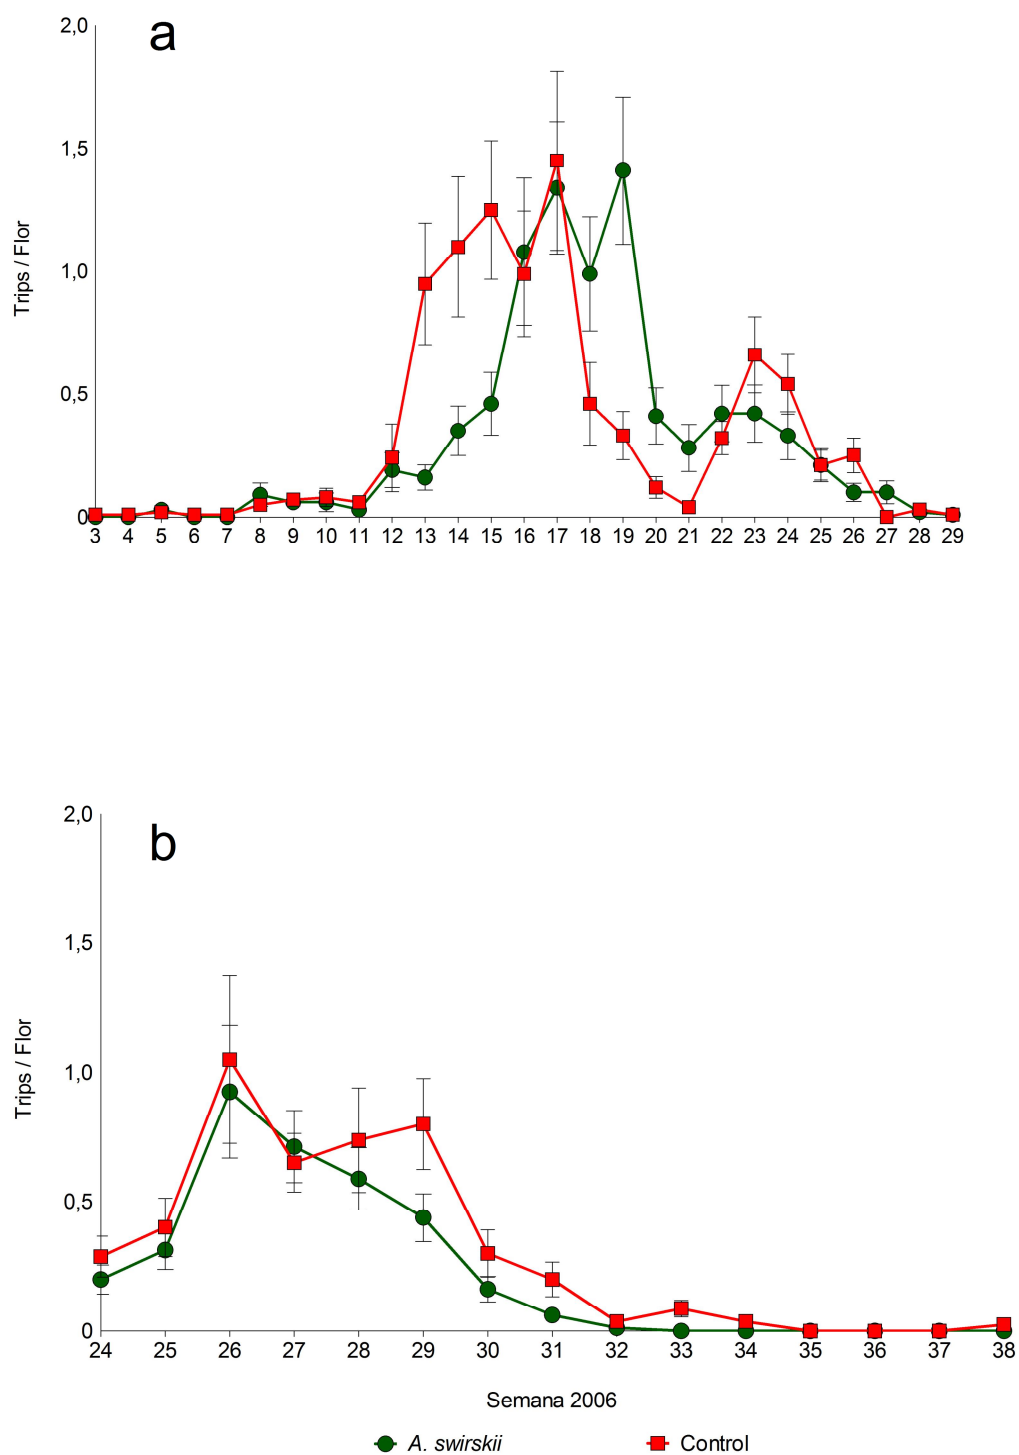 a
2,0
1,5
1,0
0.5
0
Trips / Flor
3 4 5 6 7 8 9 10 11 12 13 14 15 16 17 18 19 20 21 22 23 24 25 26 27 28 29
b
2,0
1,5
1,0
0,5
0
Trips / Flor
24 25 26 27 28 29 30 31 32 33 34 35 36 37 38
Semana 2006
A. swirskii Control